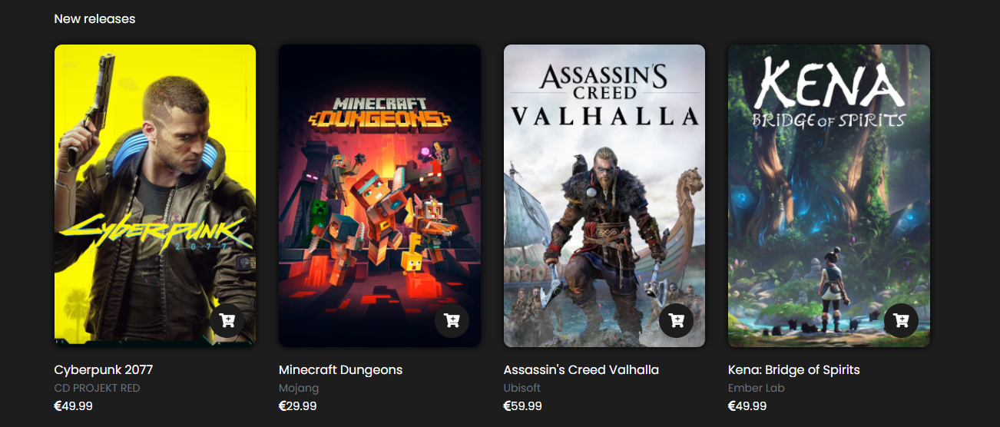 New releases
CYBERPUNK
2077
MINECRAFT
DUNGEONS
ASSASSIN'S
CREED
VALHALLA
KENA
BRIDGE OF SPIRITS
Cyberpunk 2077
CD PROJEKT RED
€49.99
Minecraft Dungeons
Mojang
€29.99
Assassin's Creed Valhalla
Ubisoft
€59.99
Kena: Bridge of Spirits
Ember Lab
€49.99